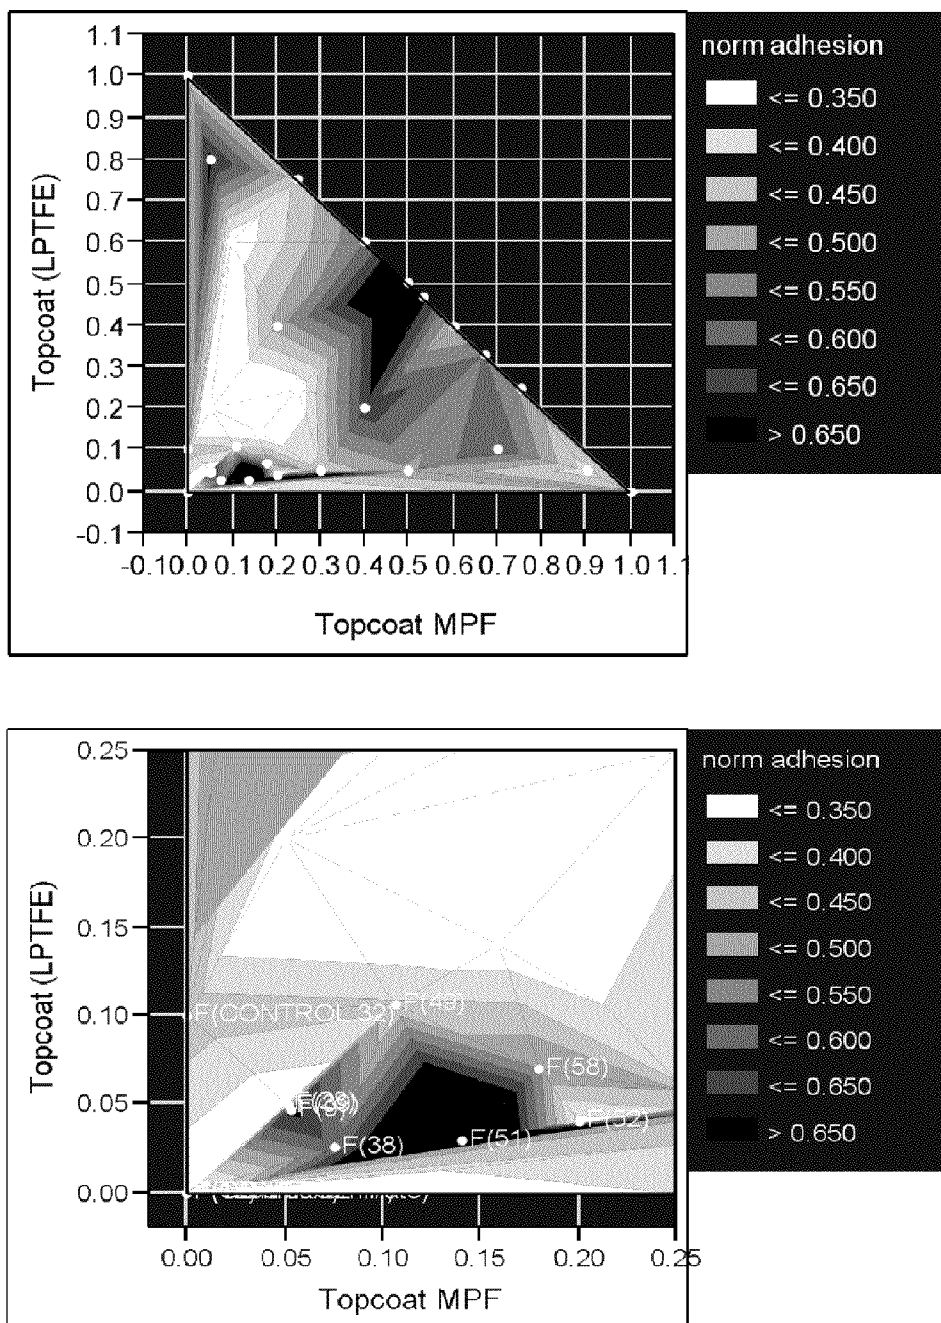 norm adhesion
<= 0.350
<= 0.400
<= 0.450
<= 0.500
<= 0.550
<= 0.600
<= 0.650
> 0.650
Topcoat (LPTFE)
1.1
1.0
0.9
0.8
0.7
0.6
0.5
0.4
0.3
0.2
0.1
0.0
-0.1
-0.1 0.0 0.1 0.2 0.3 0.4 0.5 0.6 0.7 0.8 0.9 1.0 1.1
Topcoat MPF
norm adhesion
<= 0.350
<= 0.400
<= 0.450
<= 0.500
<= 0.550
<= 0.600
<= 0.650
> 0.650
Topcoat (LPTFE)
0.25
0.20
0.15
0.10
0.05
0.00
F(CONTROL 32)
F(58)
F(38)
F(51)
F(52)
0.00 0.05 0.10 0.15 0.20 0.25
Topcoat MPF